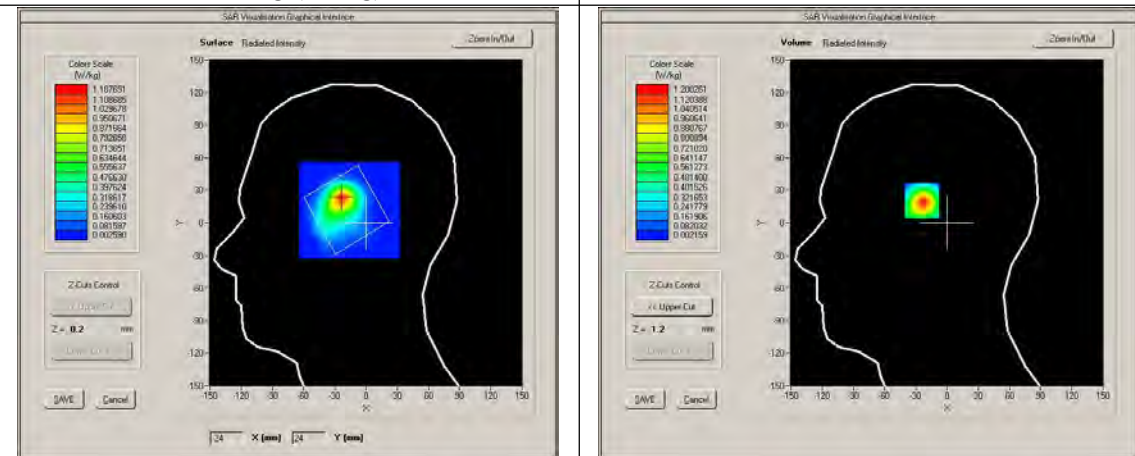 SAR Visualisation Graphical Interface
Surface Radiated Intensity
Zoom In/Out
Colors Scale
(W/kg)
1.187691
1.108685
1.029678
0.950671
0.871664
0.792658
0.713651
0.634644
0.555637
0.476630
0.397624
0.318617
0.239610
0.160603
0.081597
0.002590
150
120
90
60
30
0
-30
-60
-90
-120
-150
Y
-150 -120 -90 -60 -30 0 30 60 90 120 150
X
Z-Cuts Control
<< Upper Cut
Z = 0.2 mm
SAVE Cancel
24 X (mm) 24 Y (mm)
SAR Visualisation Graphical Interface
Volume Radiated Intensity
Zoom In/Out
Colors Scale
(W/kg)
1.200261
1.120388
1.040514
0.960641
0.880767
0.800894
0.721020
0.641147
0.561273
0.481400
0.401526
0.321653
0.241779
0.161906
0.082032
0.002159
150
120
90
60
30
0
-30
-60
-90
-120
-150
Y
-150 -120 -90 -60 -30 0 30 60 90 120 150
X
Z-Cuts Control
<< Upper Cut
Z = 1.2 mm
SAVE Cancel